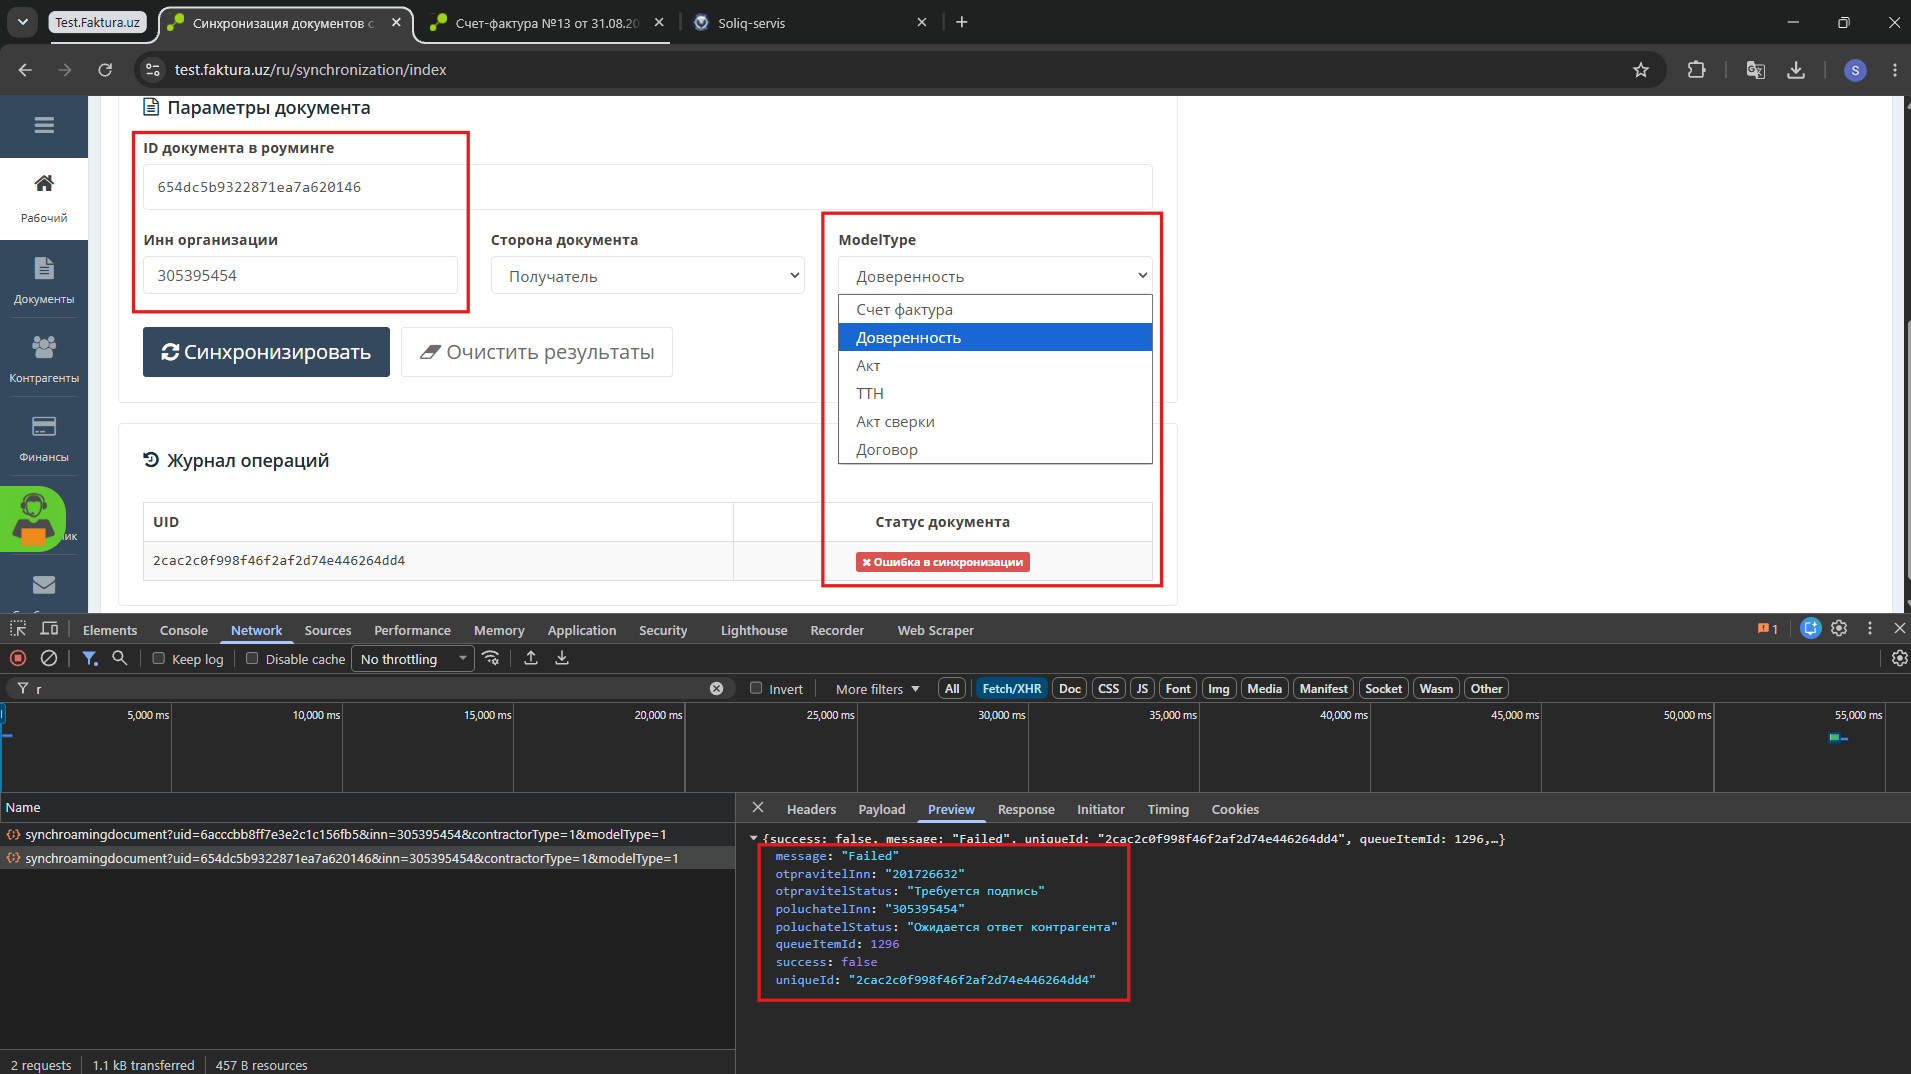 Test.Faktura.uz
Синхронизация документов с
Счет-фактура №13 от 31.08.20
Soliq-servis
test.faktura.uz/ru/synchronization/index
S
Параметры документа
ID документа в роуминге
654dc5b9322871ea7a620146
Инн организации
Сторона документа
ModelType
305395454
Получатель
Доверенность
Счет фактура
Доверенность
Акт
ТТН
Акт сверки
Договор
Синхронизировать
Очистить результаты
Рабочий
Документы
Контрагенты
Финансы
ик
Журнал операций
UID
Статус документа
2cac2c0f998f46f2af2d74e446264dd4
Ошибка в синхронизации
Elements
Console
Network
Sources
Performance
Memory
Application
Security
Lighthouse
Recorder
Web Scraper
1
Keep log
Disable cache
No throttling
r
Invert
More filters
All
Fetch/XHR
Doc
CSS
JS
Font
Img
Media
Manifest
Socket
Wasm
Other
5,000 ms
10,000 ms
15,000 ms
20,000 ms
25,000 ms
30,000 ms
35,000 ms
40,000 ms
45,000 ms
50,000 ms
55,000 ms
Name
synchroamingdocument?uid=6acccbb8ff7e3e2c1c156fb5&inn=305395454&contractorType=1&modelType=1
synchroamingdocument?uid=654dc5b9322871ea7a620146&inn=305395454&contractorType=1&modelType=1
Headers
Payload
Preview
Response
Initiator
Timing
Cookies
{success: false, message: "Failed", uniqueId: "2cac2c0f998f46f2af2d74e446264dd4", queueItemId: 1296,…}
message: "Failed"
otpravitelInn: "201726632"
otpravitelStatus: "Требуется подпись"
poluchatelInn: "305395454"
poluchatelStatus: "Ожидается ответ контрагента"
queueItemId: 1296
success: false
uniqueId: "2cac2c0f998f46f2af2d74e446264dd4"
2 requests
1.1 kB transferred
457 B resources